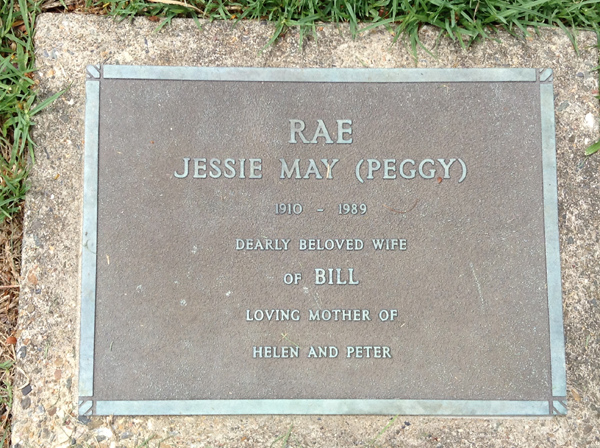 RAE
JESSIE MAY (PEGGY)
1910 - 1989
DEARLY BELOVED WIFE
OF BILL
LOVING MOTHER OF
HELEN AND PETER